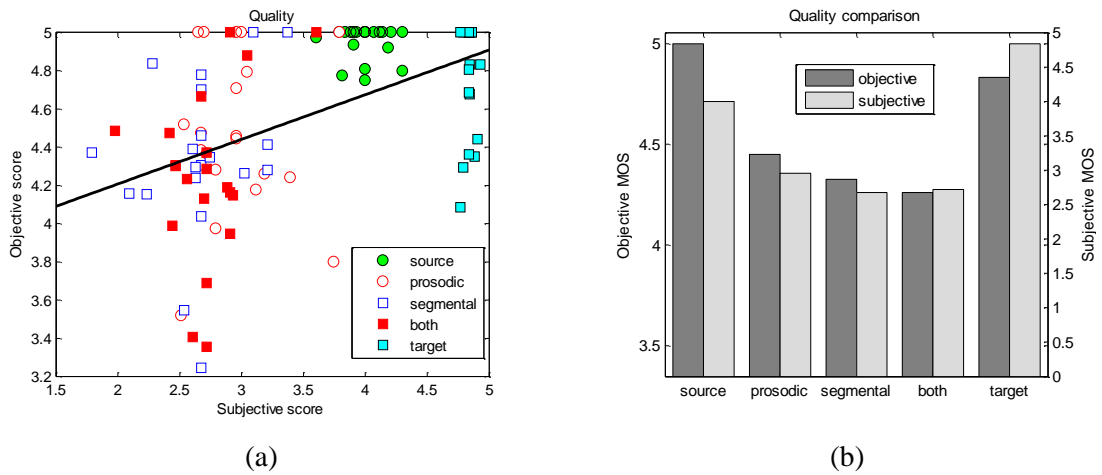 Quality
5
4.8
4.6
4.4
4.2
4
3.8
3.6
3.4
3.2
Objective score
1.5 2 2.5 3 3.5 4 4.5 5
Subjective score
source
prosodic
segmental
both
target
(a)
Quality comparison
5
4.5
4
3.5
Objective MOS
objective
subjective
5
4.5
4
3.5
3
2.5
2
1.5
1
0.5
0
Subjective MOS
source prosodic segmental both target
(b)